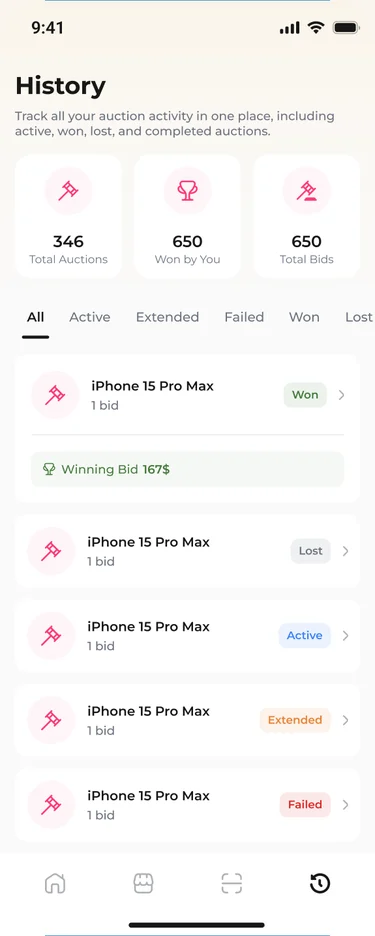 9:41
History
Track all your auction activity in one place, including
active, won, lost, and completed auctions.
346
Total Auctions
650
Won by You
650
Total Bids
All Active Extended Failed Won Lost
iPhone 15 Pro Max
1 bid
Won
Winning Bid 167$
iPhone 15 Pro Max
1 bid
Lost
iPhone 15 Pro Max
1 bid
Active
iPhone 15 Pro Max
1 bid
Extended
iPhone 15 Pro Max
1 bid
Failed